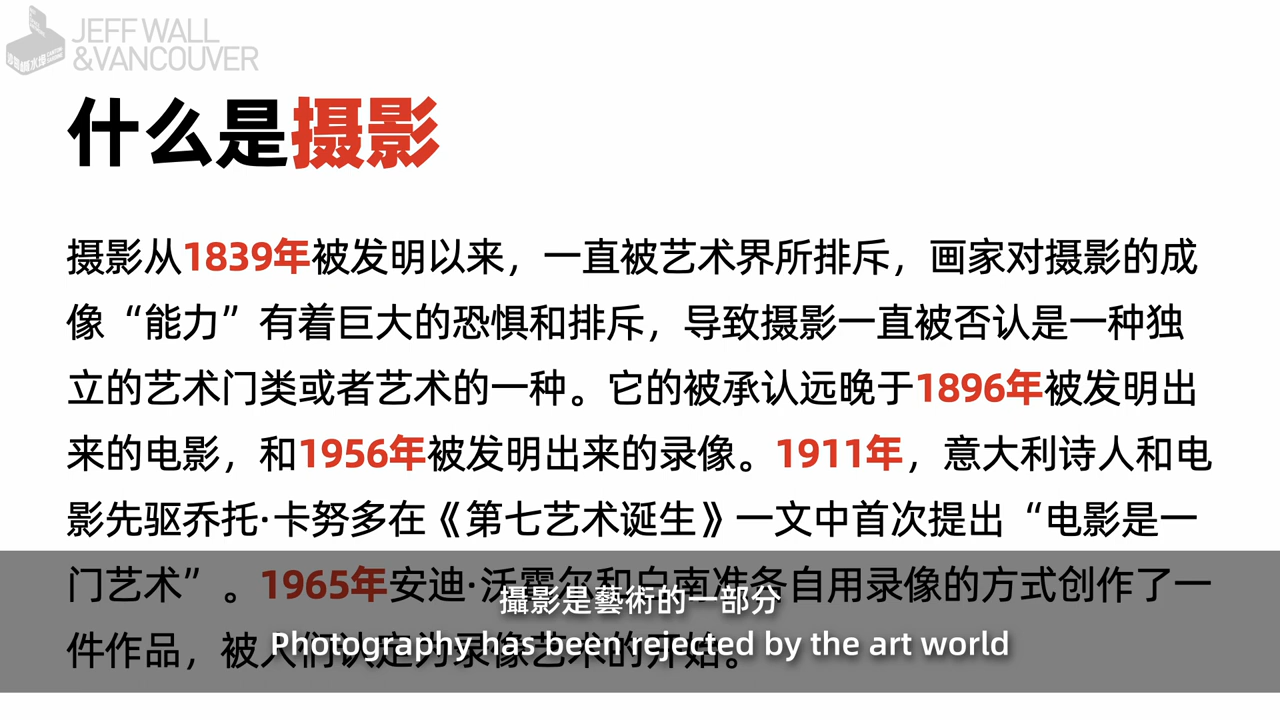 JEFF WALL
&VANCOUVER
什么是摄影
摄影从1839年被发明以来，一直被艺术界所排斥，画家对摄影的成
像“能力”有着巨大的恐惧和排斥，导致摄影一直被否认是一种独
立的艺术门类或者艺术的一种。它的被承认远晚于1896年被发明出
来的电影，和1956年被发明出来的录像。1911年，意大利诗人和电
影先驱乔托·卡努多在《第七艺术诞生》一文中首次提出“电影是一
门艺术”。1965年安迪·沃霍尔和白南准各自用录像的方式创作了一
件作品，被人们认定为录像艺术的开始。
攝影是藝術的一部分
Photography has been rejected by the art world